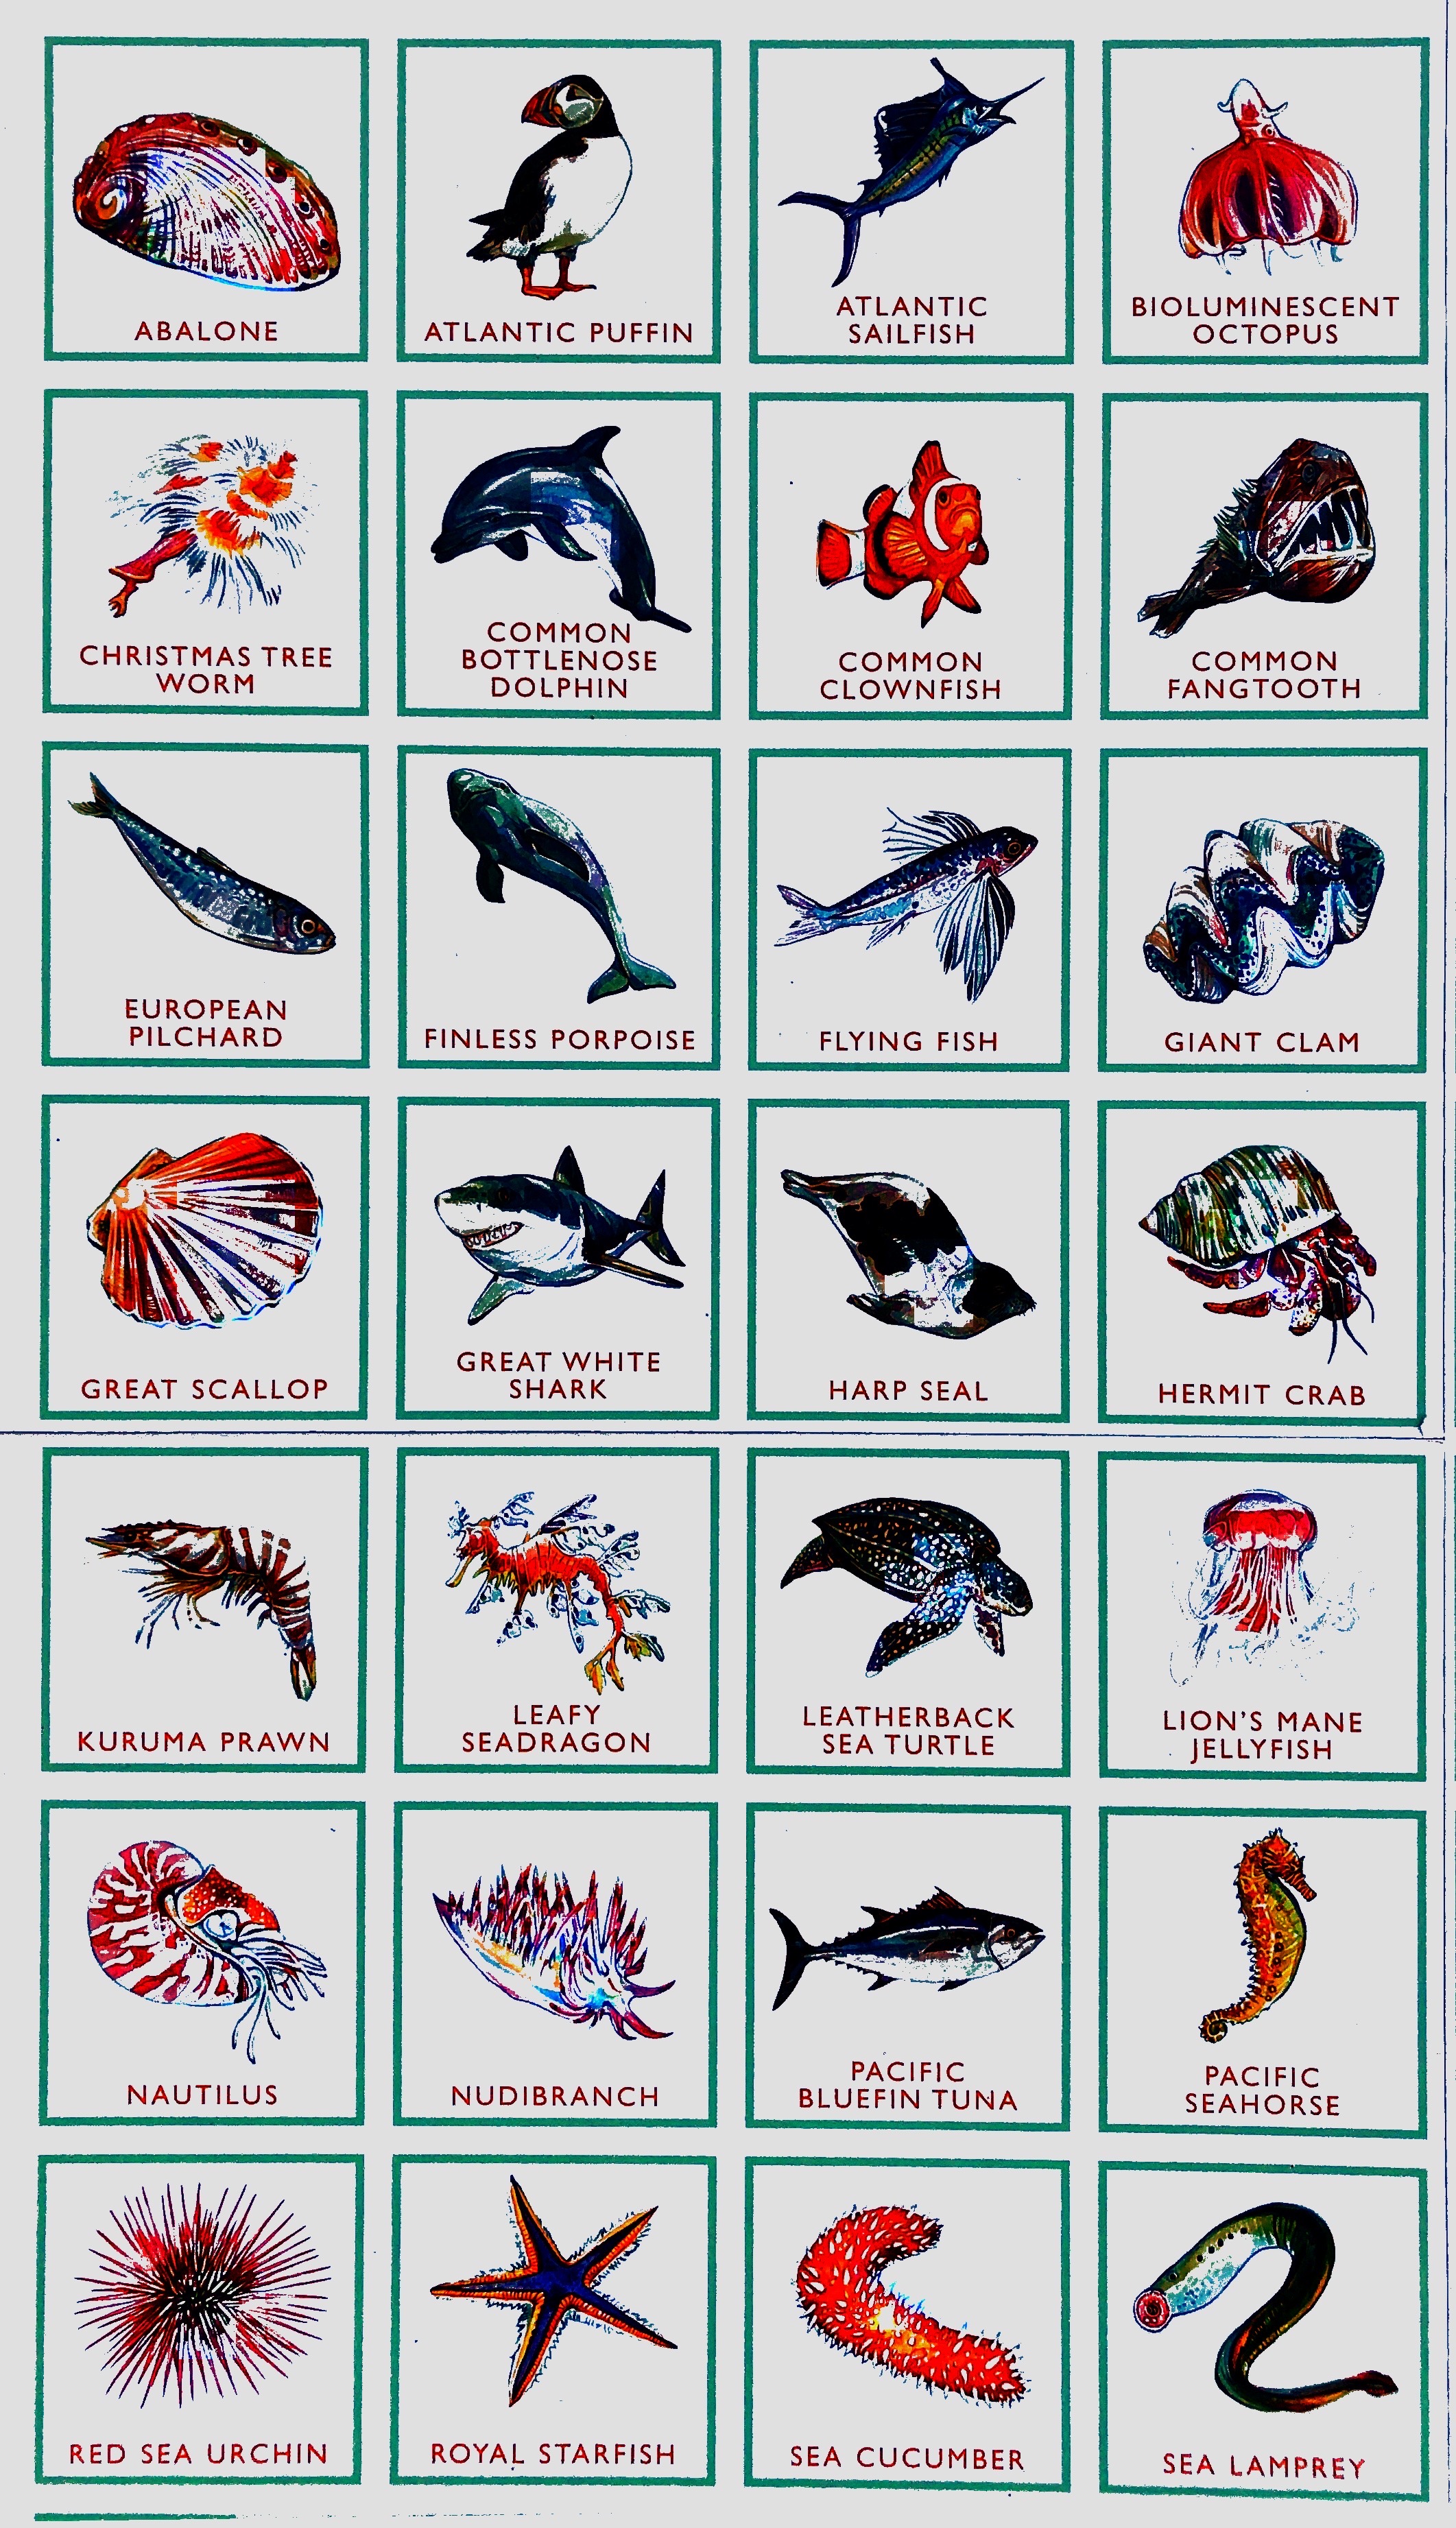 ABALONE
ATLANTIC PUFFIN
ATLANTIC
SAILFISH
BIOLUMINESCENT
OCTOPUS
CHRISTMAS TREE
WORM
COMMON
BOTTLENOSE
DOLPHIN
COMMON
CLOWNFISH
COMMON
FANGTOOTH
EUROPEAN
PILCHARD
FINLESS PORPOISE
FLYING FISH
GIANT CLAM
GREAT SCALLOP
GREAT WHITE
SHARK
HARP SEAL
HERMIT CRAB
KURUMA PRAWN
LEAFY
SEADRAGON
LEATHERBACK
SEA TURTLE
LION'S MANE
JELLYFISH
NAUTILUS
NUDIBRANCH
PACIFIC
BLUEFIN TUNA
PACIFIC
SEAHORSE
RED SEA URCHIN
ROYAL STARFISH
SEA CUCUMBER
SEA LAMPREY